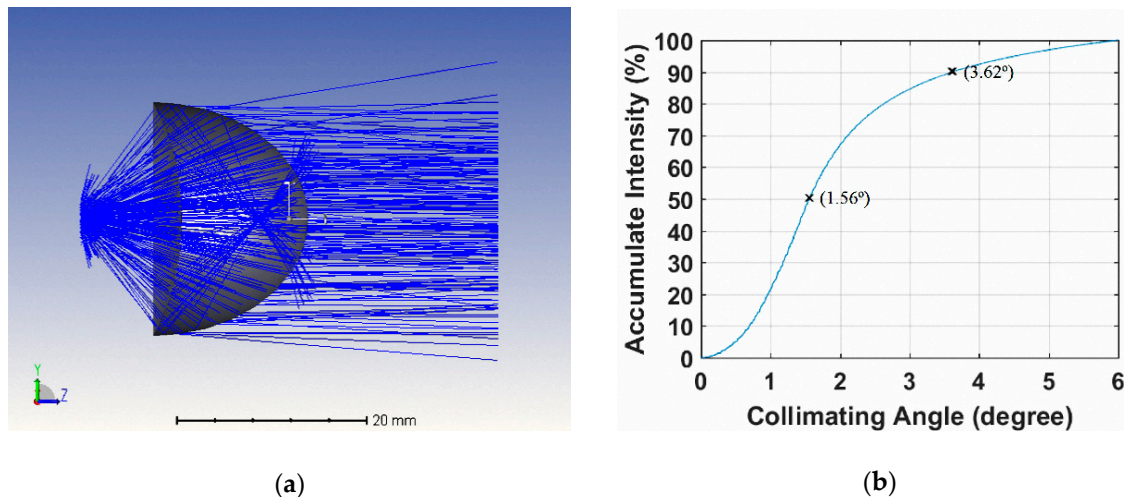 Y
Z
20 mm
(a)
Accumulate Intensity (%)
100
90
80
70
60
50
40
30
20
10
0
(3.62º)
(1.56º)
0 1 2 3 4 5 6
Collimating Angle (degree)
(b)